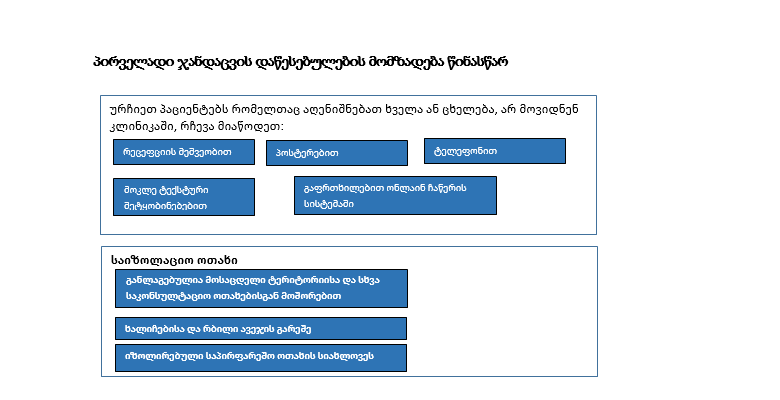 პირველადი ჯანდაცვის დაწესებულების მომზადება წინასწარ
ურჩიეთ პაციენტებს რომელთაც აღენიშნებათ ხველა ან ცხელება, არ მოვიდნენ
კლინიკაში, რჩევა მიაწოდეთ:
რეცეფციის მეშვეობით
პოსტერებით
ტელეფონით
მოკლე ტექსტური
შეტყობინებებით
გაფრთხილებით ონლაინ ჩაწერის
სისტემაში
საიზოლაციო ოთახი
განლაგებულია მოსაცდელი ტერიტორიისა და სხვა
საკონსულტაციო ოთახებისგან მოშორებით
ხალიჩებისა და რბილი ავეჯის გარეშე
იზოლირებული საპირფარეშო ოთახის სიახლოვეს